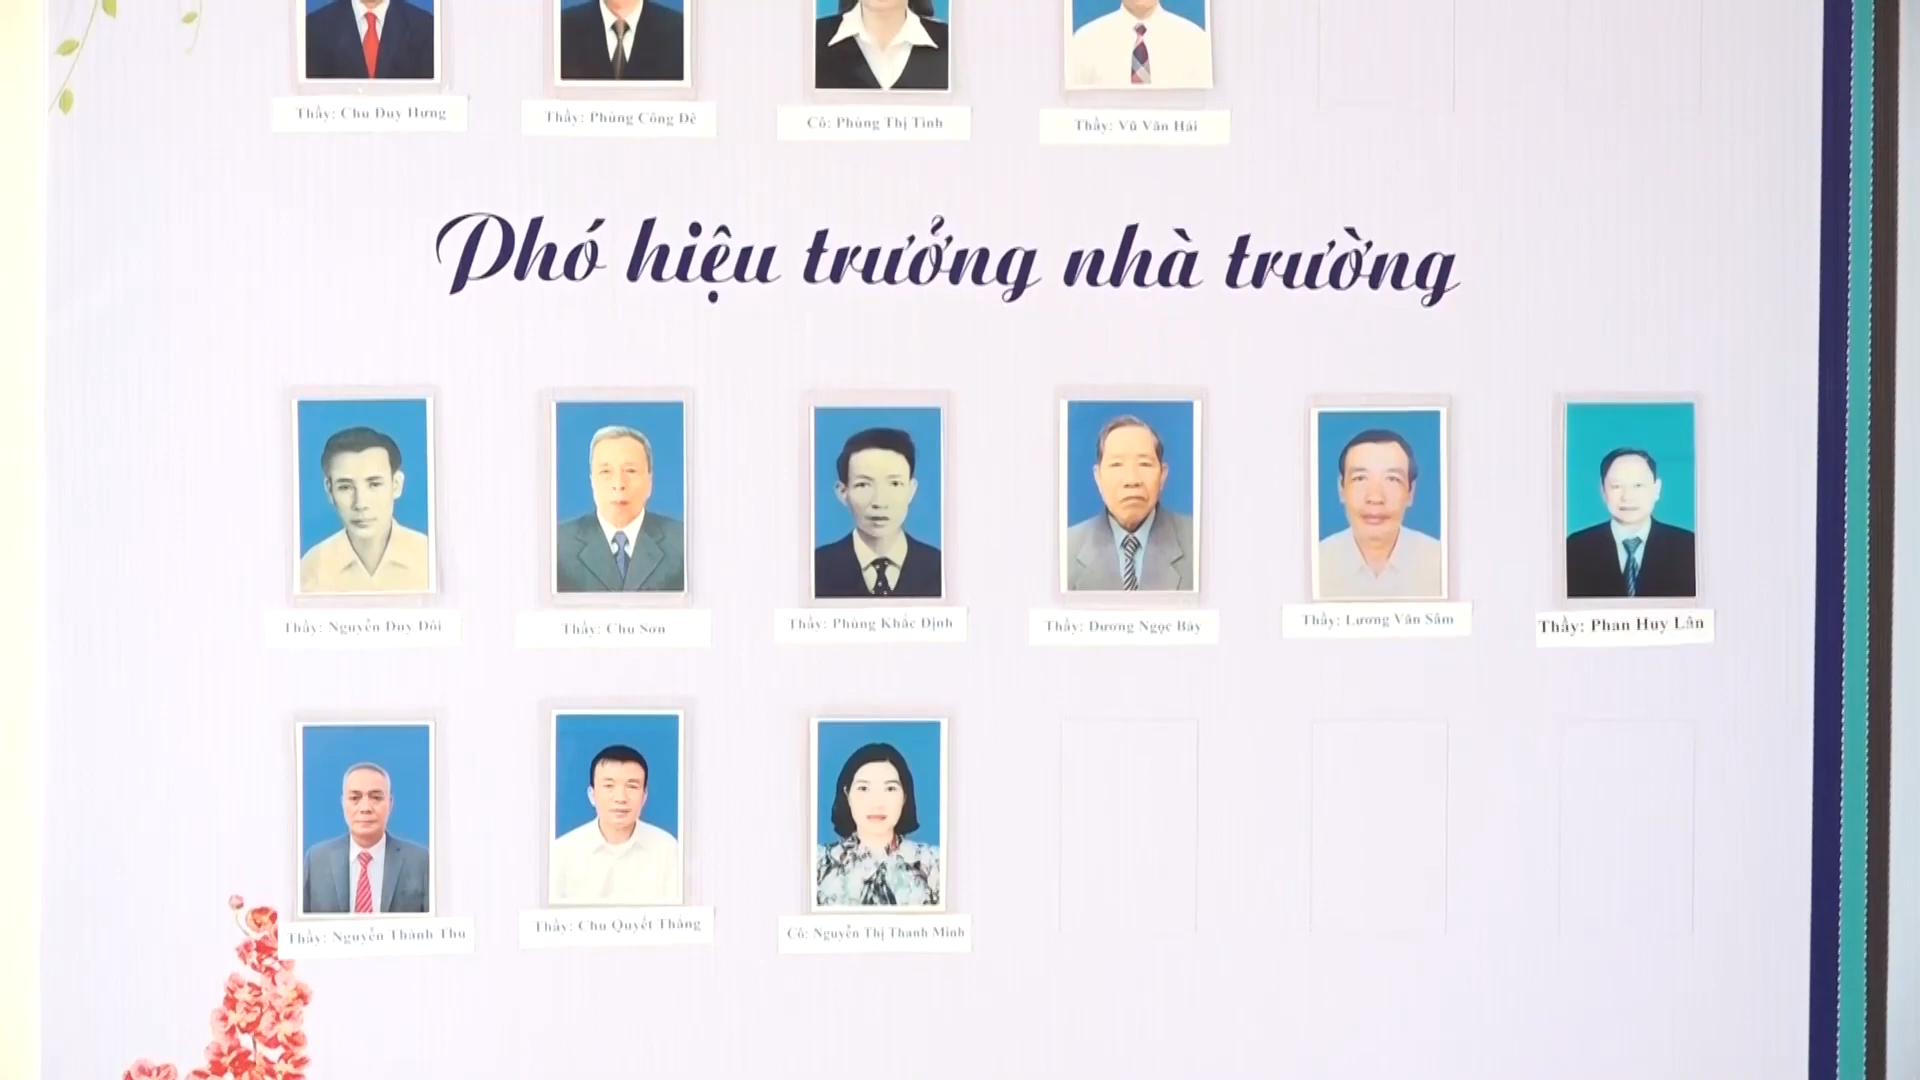 Thầy: Chu Duy Hưng
Thầy: Phùng Công Đê
Cô: Phùng Thị Tình
Thầy: Vũ Văn Hải
Phó hiệu trưởng nhà trường
Thầy: Nguyễn Duy Đôi
Thầy: Chu Sơn
Thầy: Phùng Khắc Định
Thầy: Dương Ngọc Bảy
Thầy: Lương Văn Sâm
Thầy: Phan Huy Lân
Thầy: Nguyễn Thành Thu
Thầy: Chu Quyết Thắng
Cô: Nguyễn Thị Thanh Minh